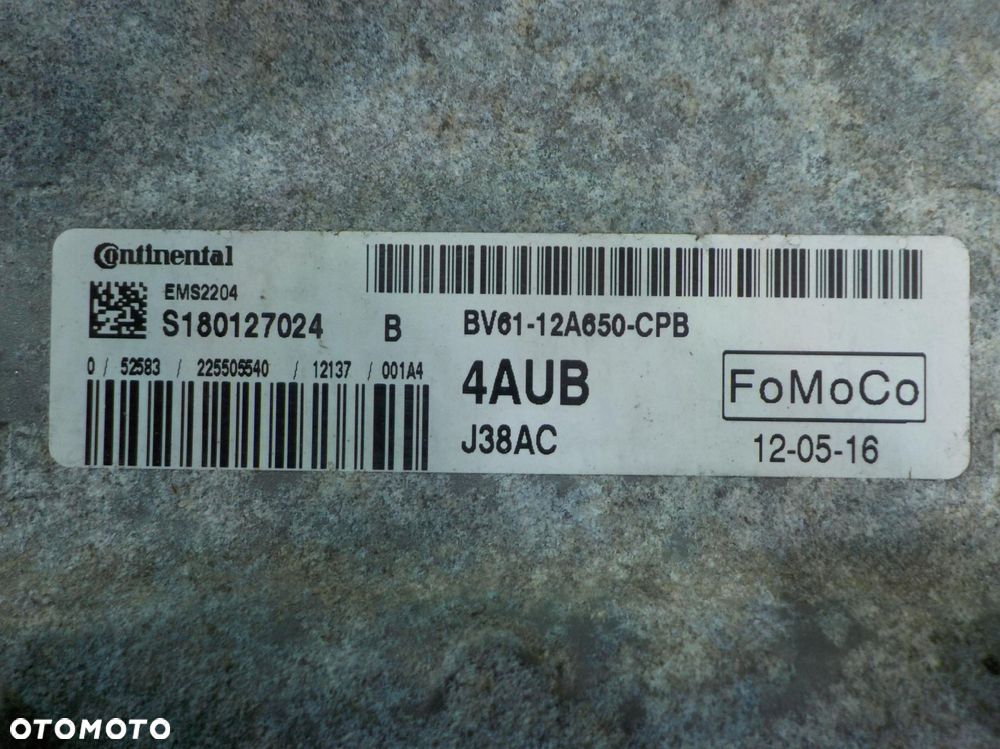 Continental
EMS2204
S180127024 B BV61-12A650-CPB
0 / 52583 / 225505540 / 12137 / 001A4
4AUB
FoMoCo
J38AC
12-05-16
OTOMOTO